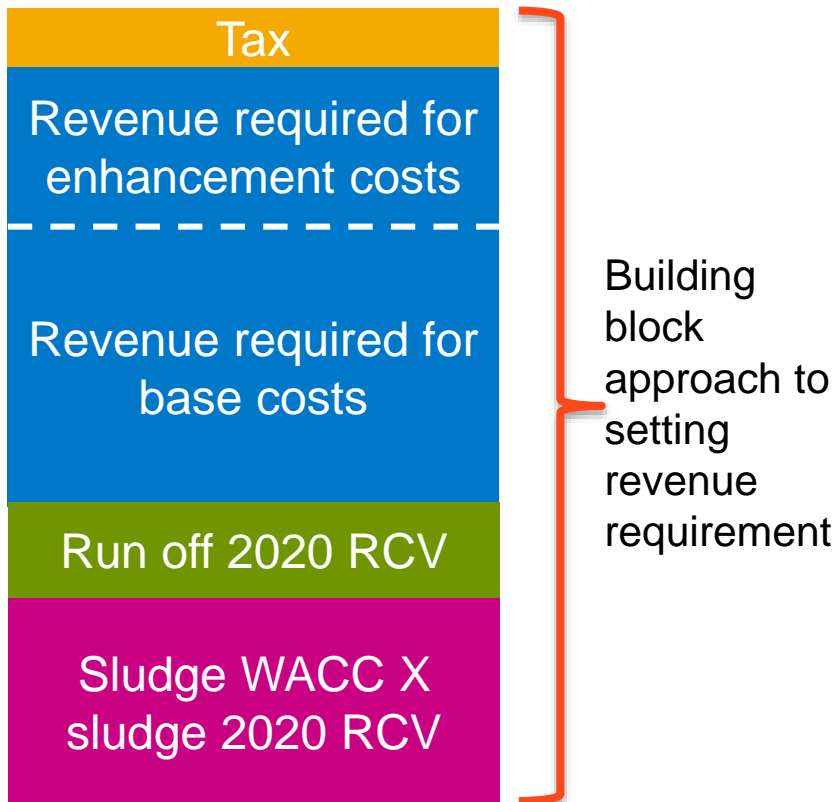 Tax
Revenue required for
enhancement costs
Revenue required for
base costs
Run off 2020 RCV
Sludge WACC X
sludge 2020 RCV
Building
block
approach to
setting
revenue
requirement